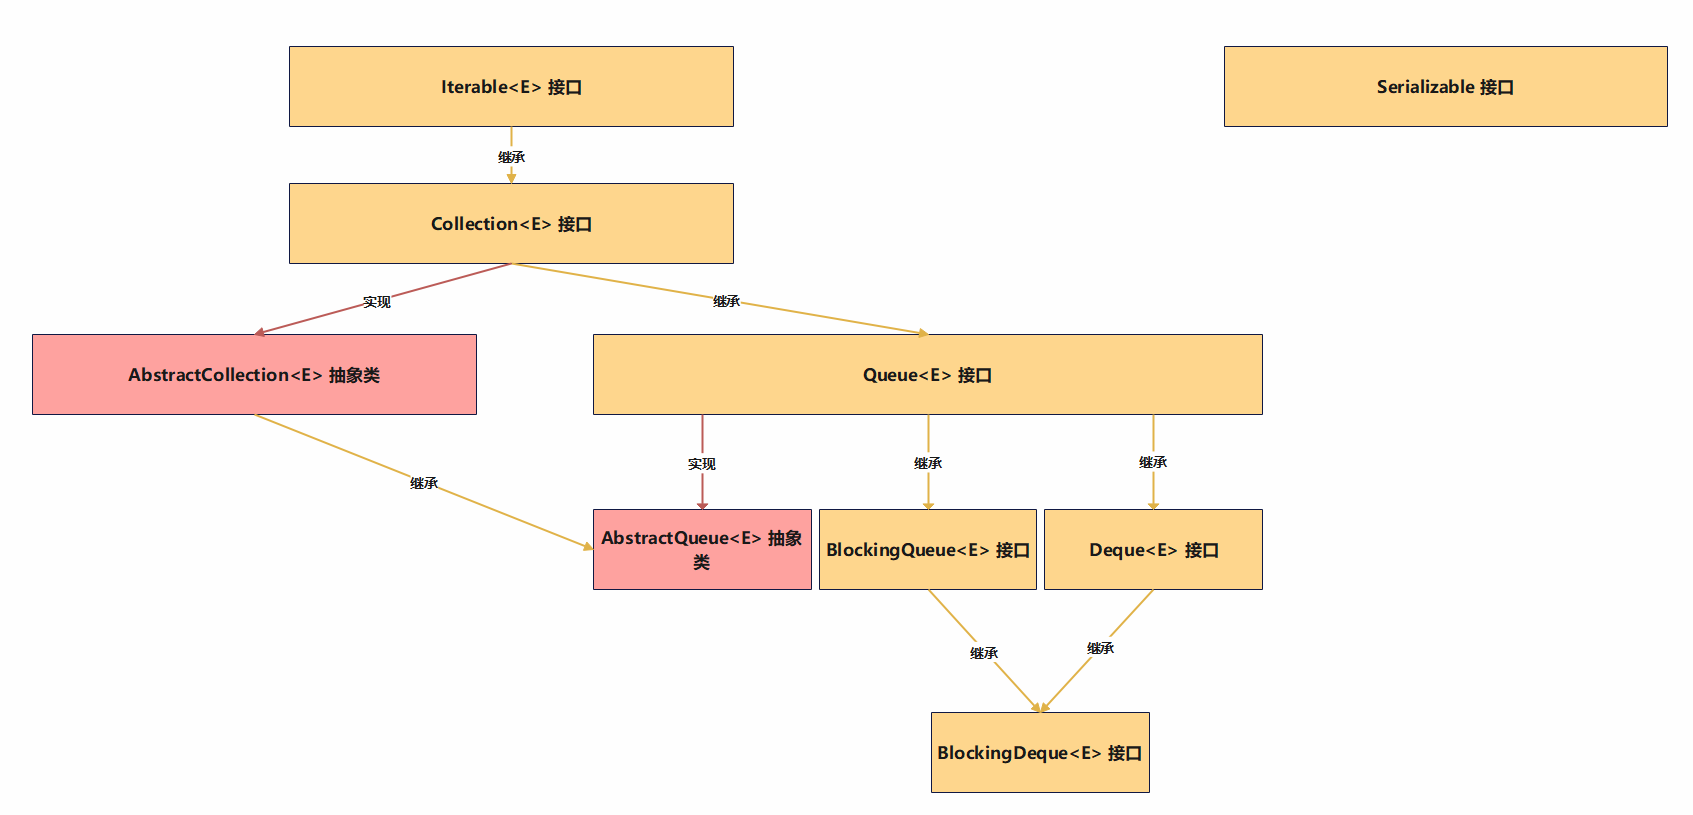 Iterable<E> 接口
Serializable 接口
继承
Collection<E> 接口
实现
继承
AbstractCollection<E> 抽象类
Queue<E> 接口
继承
实现
继承
继承
AbstractQueue<E> 抽象
类
BlockingQueue<E> 接口
Deque<E> 接口
继承
继承
BlockingDeque<E> 接口